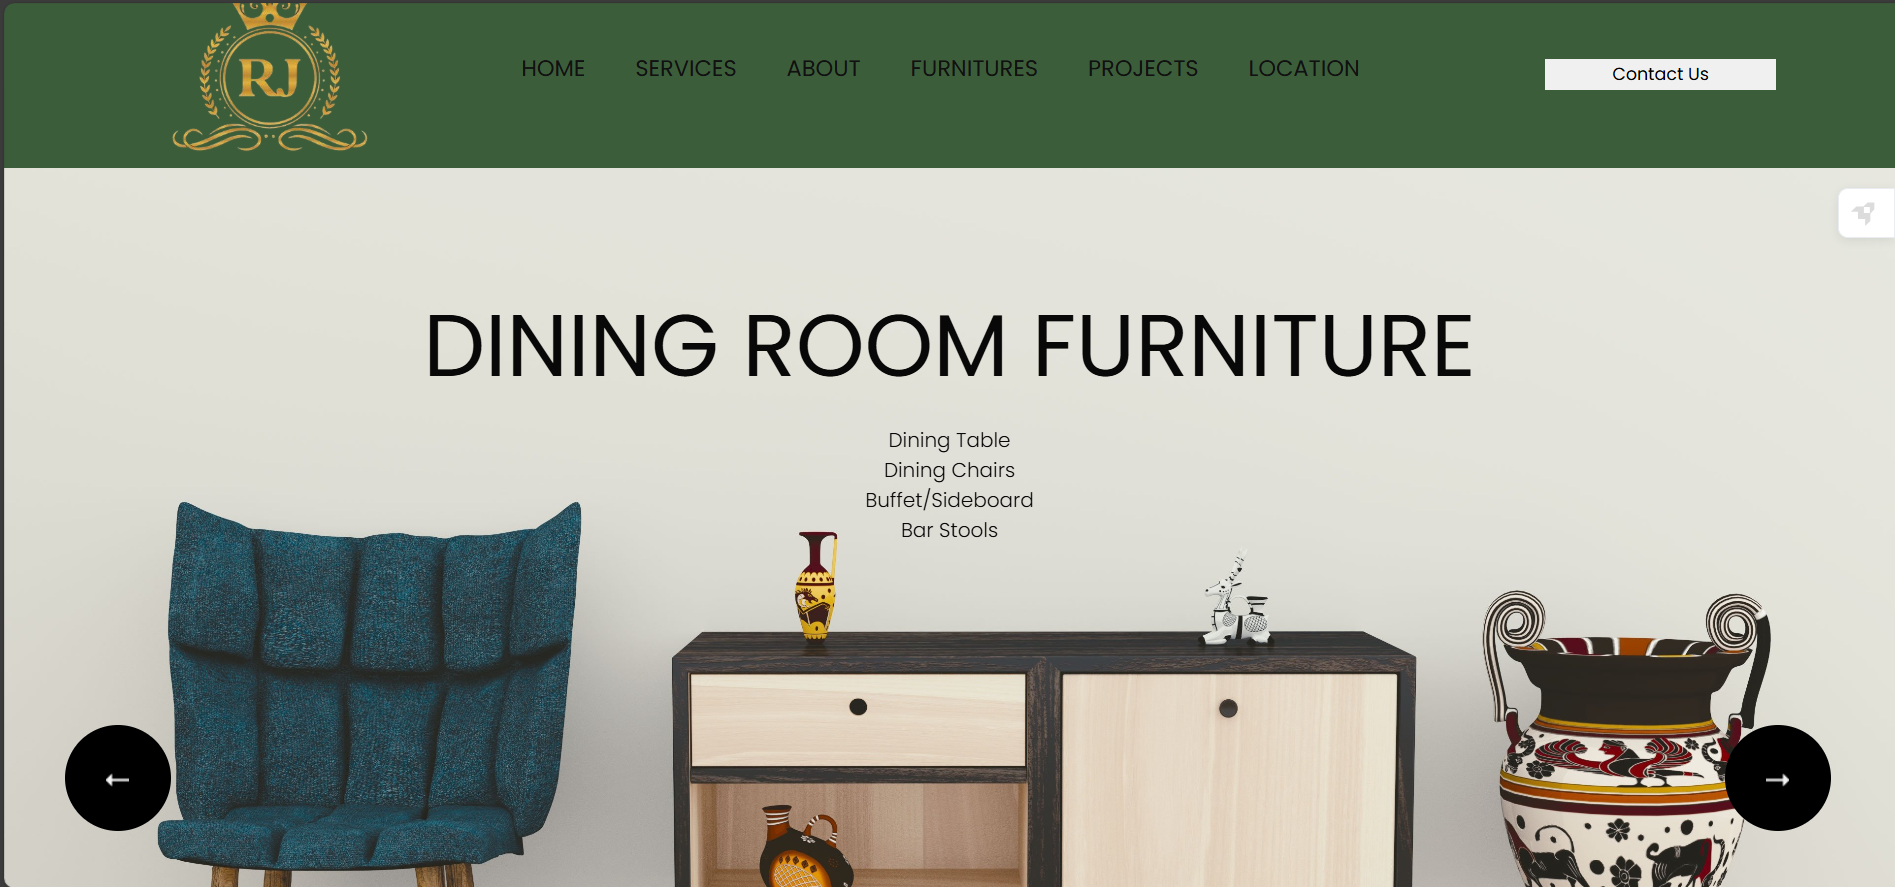 RJ
HOME SERVICES ABOUT FURNITURES PROJECTS LOCATION
Contact Us
DINING ROOM FURNITURE
Dining Table
Dining Chairs
Buffet/Sideboard
Bar Stools